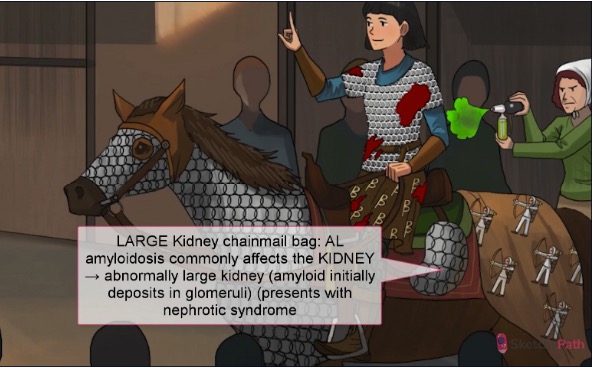 LARGE Kidney chainmail bag: AL
amyloidosis commonly affects the KIDNEY
→ abnormally large kidney (amyloid initially
deposits in glomeruli) (presents with
nephrotic syndrome
β β β β β β β
SketchyPath